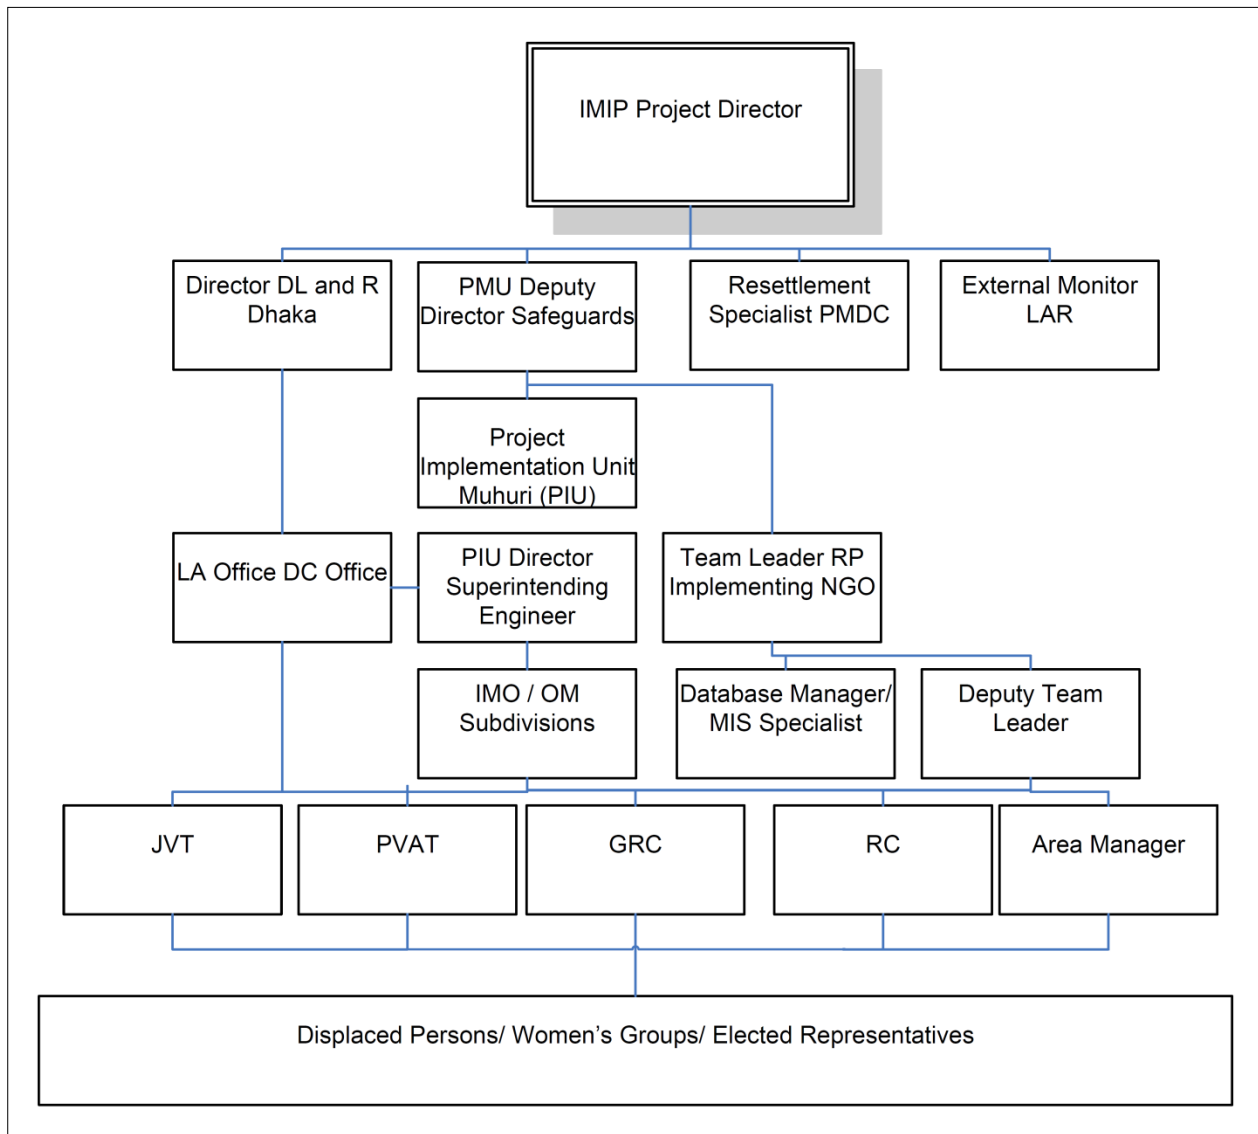 IMIP Project Director
Director DL and R
Dhaka
PMU Deputy
Director Safeguards
Resettlement
Specialist PMDC
External Monitor
LAR
Project
Implementation Unit
Muhuri (PIU)
LA Office DC Office
PIU Director
Superintending
Engineer
Team Leader RP
Implementing NGO
IMO / OM
Subdivisions
Database Manager/
MIS Specialist
Deputy Team
Leader
JVT
PVAT
GRC
RC
Area Manager
Displaced Persons/ Women’s Groups/ Elected Representatives